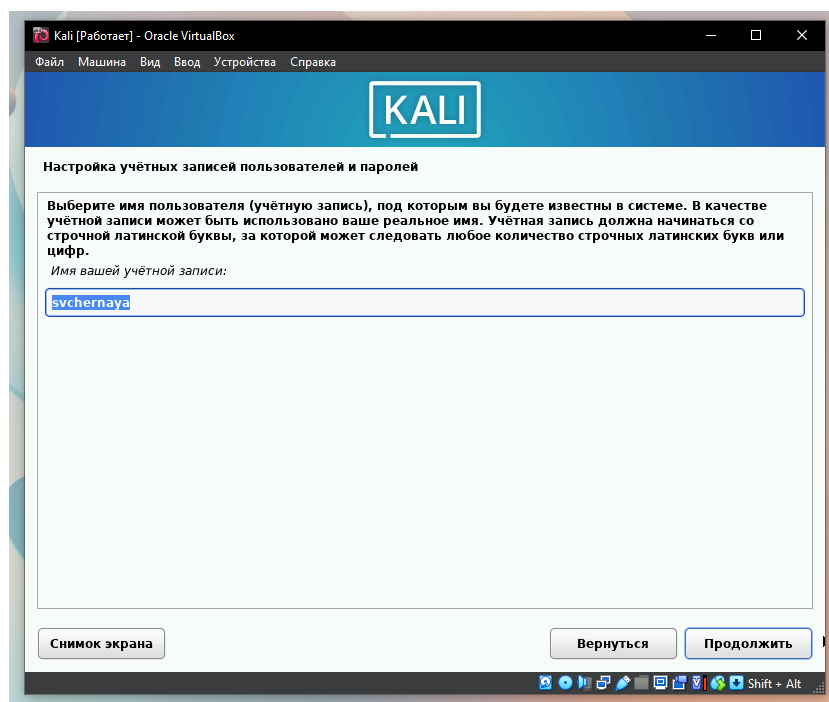 Kali [Работает] - Oracle VirtualBox
Файл Машина Вид Ввод Устройства Справка
KALI
Настройка учётных записей пользователей и паролей
Выберите имя пользователя (учётную запись), под которым вы будете известны в системе. В качестве
учётной записи может быть использовано ваше реальное имя. Учётная запись должна начинаться со
строчной латинской буквы, за которой может следовать любое количество строчных латинских букв или
цифр.
Имя вашей учётной записи:
svchernaya
Снимок экрана Вернуться Продолжить
Shift + Alt